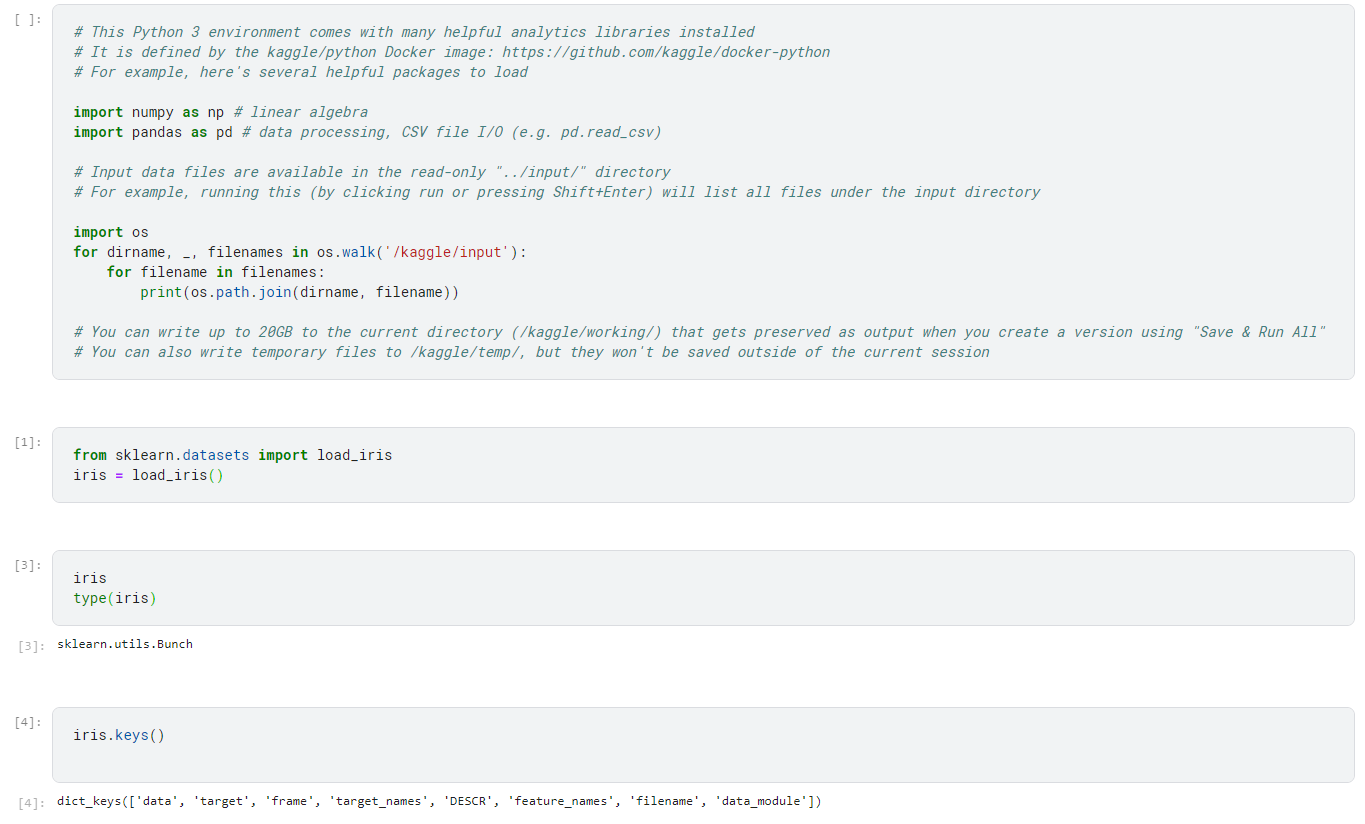 [ ]:
# This Python 3 environment comes with many helpful analytics libraries installed
# It is defined by the kaggle/python Docker image: https://github.com/kaggle/docker-python
# For example, here's several helpful packages to load
import numpy as np # linear algebra
import pandas as pd # data processing, CSV file I/O (e.g. pd.read_csv)
# Input data files are available in the read-only "../input/" directory
# For example, running this (by clicking run or pressing Shift+Enter) will list all files under the input directory
import os
for dirname, _, filenames in os.walk('/kaggle/input'):
    for filename in filenames:
        print(os.path.join(dirname, filename))
# You can write up to 20GB to the current directory (/kaggle/working/) that gets preserved as output when you create a version using "Save & Run All"
# You can also write temporary files to /kaggle/temp/, but they won't be saved outside of the current session
[1]:
from sklearn.datasets import load_iris
iris = load_iris()
[3]:
iris
type(iris)
[3]: sklearn.utils.Bunch
[4]:
iris.keys()
[4]: dict_keys(['data', 'target', 'frame', 'target_names', 'DESCR', 'feature_names', 'filename', 'data_module'])